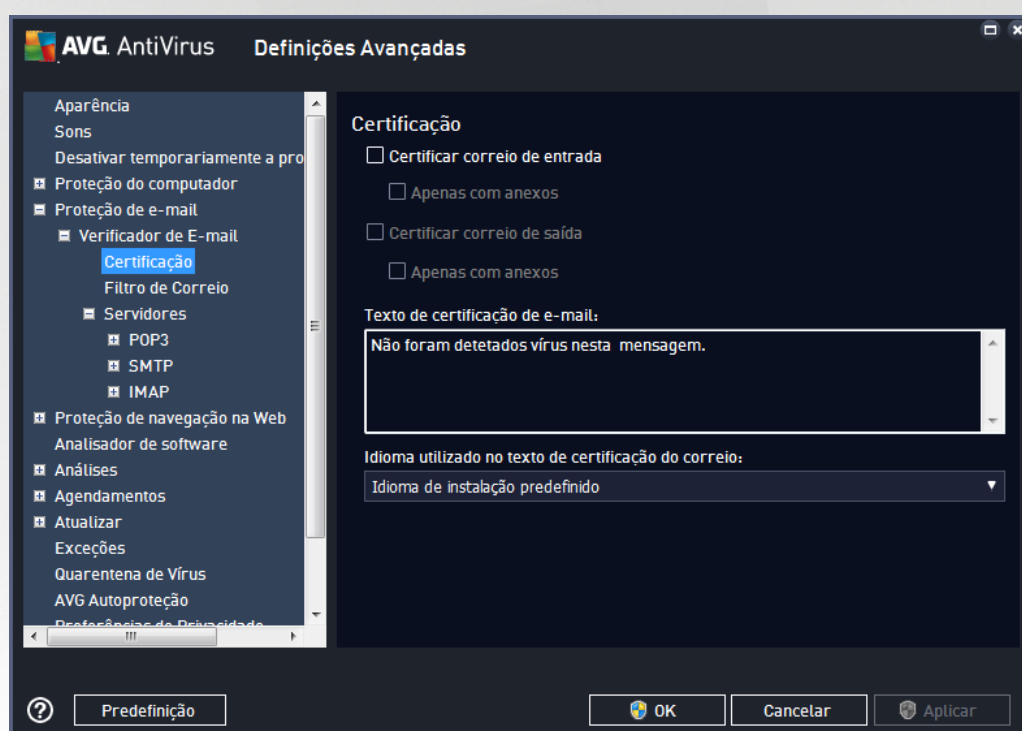 AVG. AntiVirus
Definições Avançadas
Aparência
Sons
Desativar temporariamente a pro
Proteção do computador
Proteção de e-mail
Verificador de E-mail
Certificação
Filtro de Correio
Servidores
POP3
SMTP
IMAP
Proteção de navegação na Web
Analisador de software
Análises
Agendamentos
Atualizar
Exceções
Quarentena de Vírus
AVG Autoproteção
Preferências de Privacidade
Certificação
Certificar correio de entrada
Apenas com anexos
Certificar correio de saída
Apenas com anexos
Texto de certificação de e-mail:
Não foram detetados vírus nesta  mensagem.
Idioma utilizado no texto de certificação do correio:
Idioma de instalação predefinido
Predefinição
OK
Cancelar
Aplicar